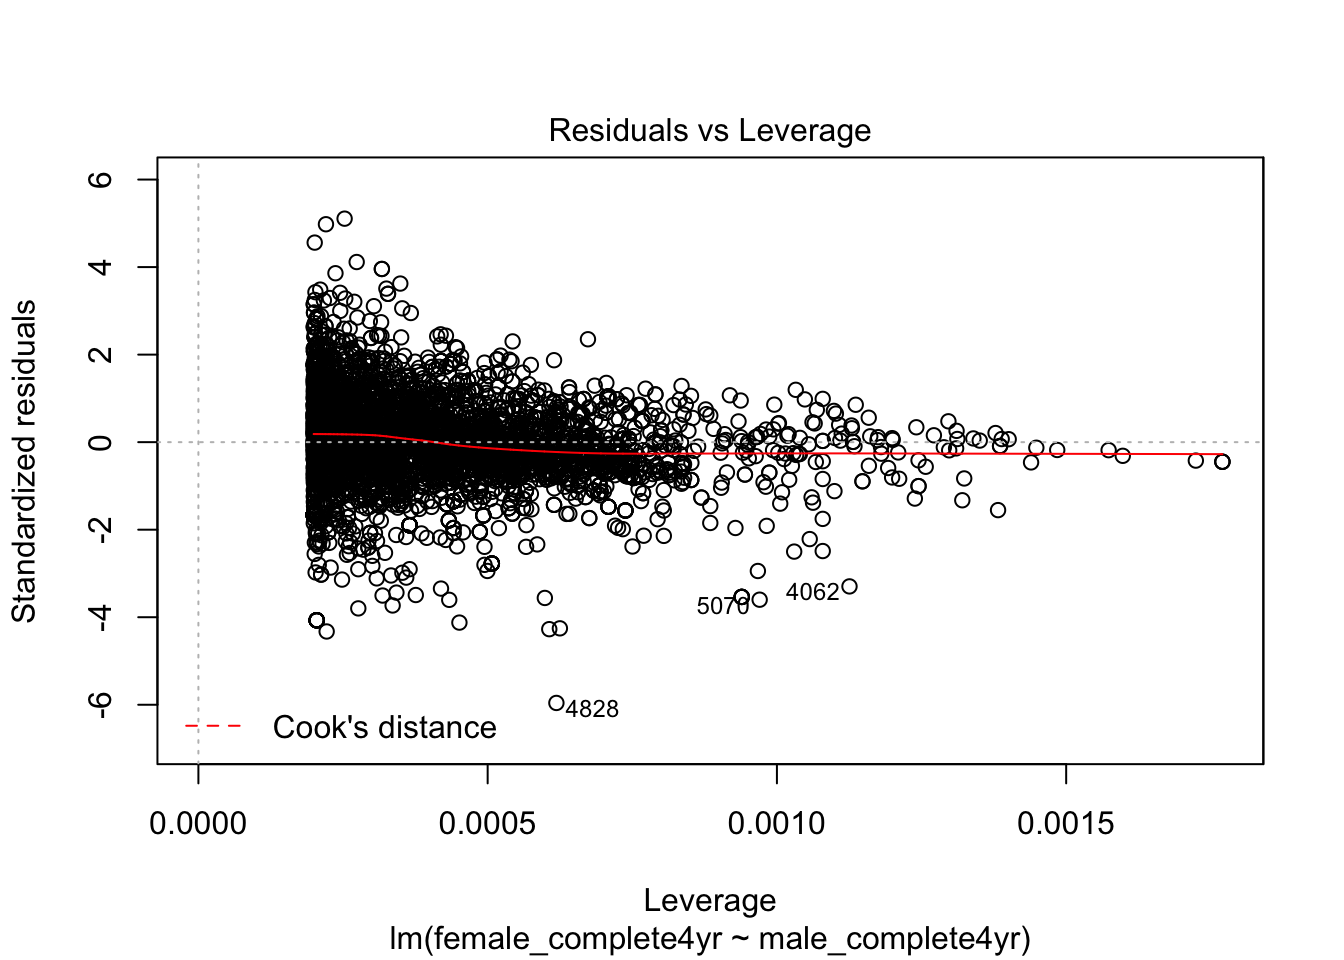 Residuals vs Leverage
Standardized residuals
6
4
2
0
-2
-4
-6
5070
4062
4828
Cook's distance
0.0000 0.0005 0.0010 0.0015
Leverage
lm(female_complete4yr ~ male_complete4yr)